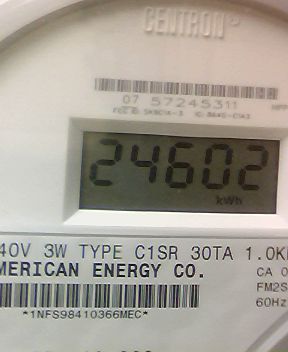 CENTRON
07 57245311
24602
kWh
40V 3W TYPE C1SR 30TA 1.0K
MERICAN ENERGY CO.
CA 0
FM2S
60Hz
*1NFS98410366MEC*